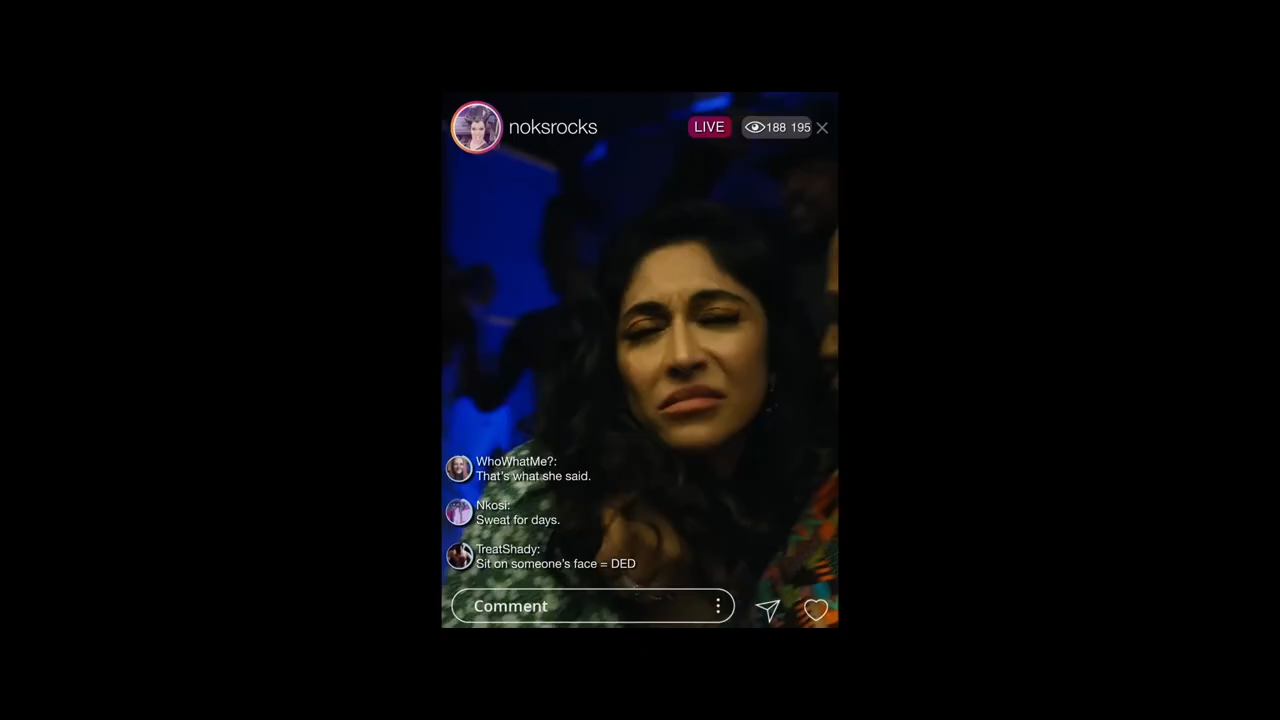 noksrocks
LIVE
188 195
WhoWhatMe?:
That's what she said.
Nkosi:
Sweat for days.
TreatShady:
Sit on someone's face = DED
Comment